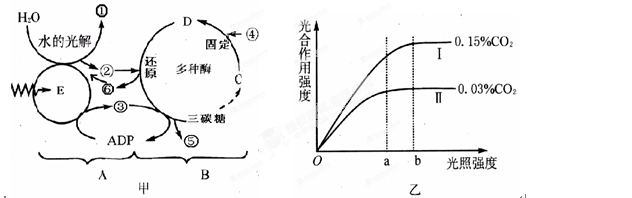 H₂O
①
水的光解
②
还原
D
④
固定
多种酶
⑥
E
③
C
三碳糖
ADP
⑤
A
甲
B
光合作用强度
Ⅰ
0.15%CO₂
Ⅱ
0.03%CO₂
O
a
b
光照强度
乙